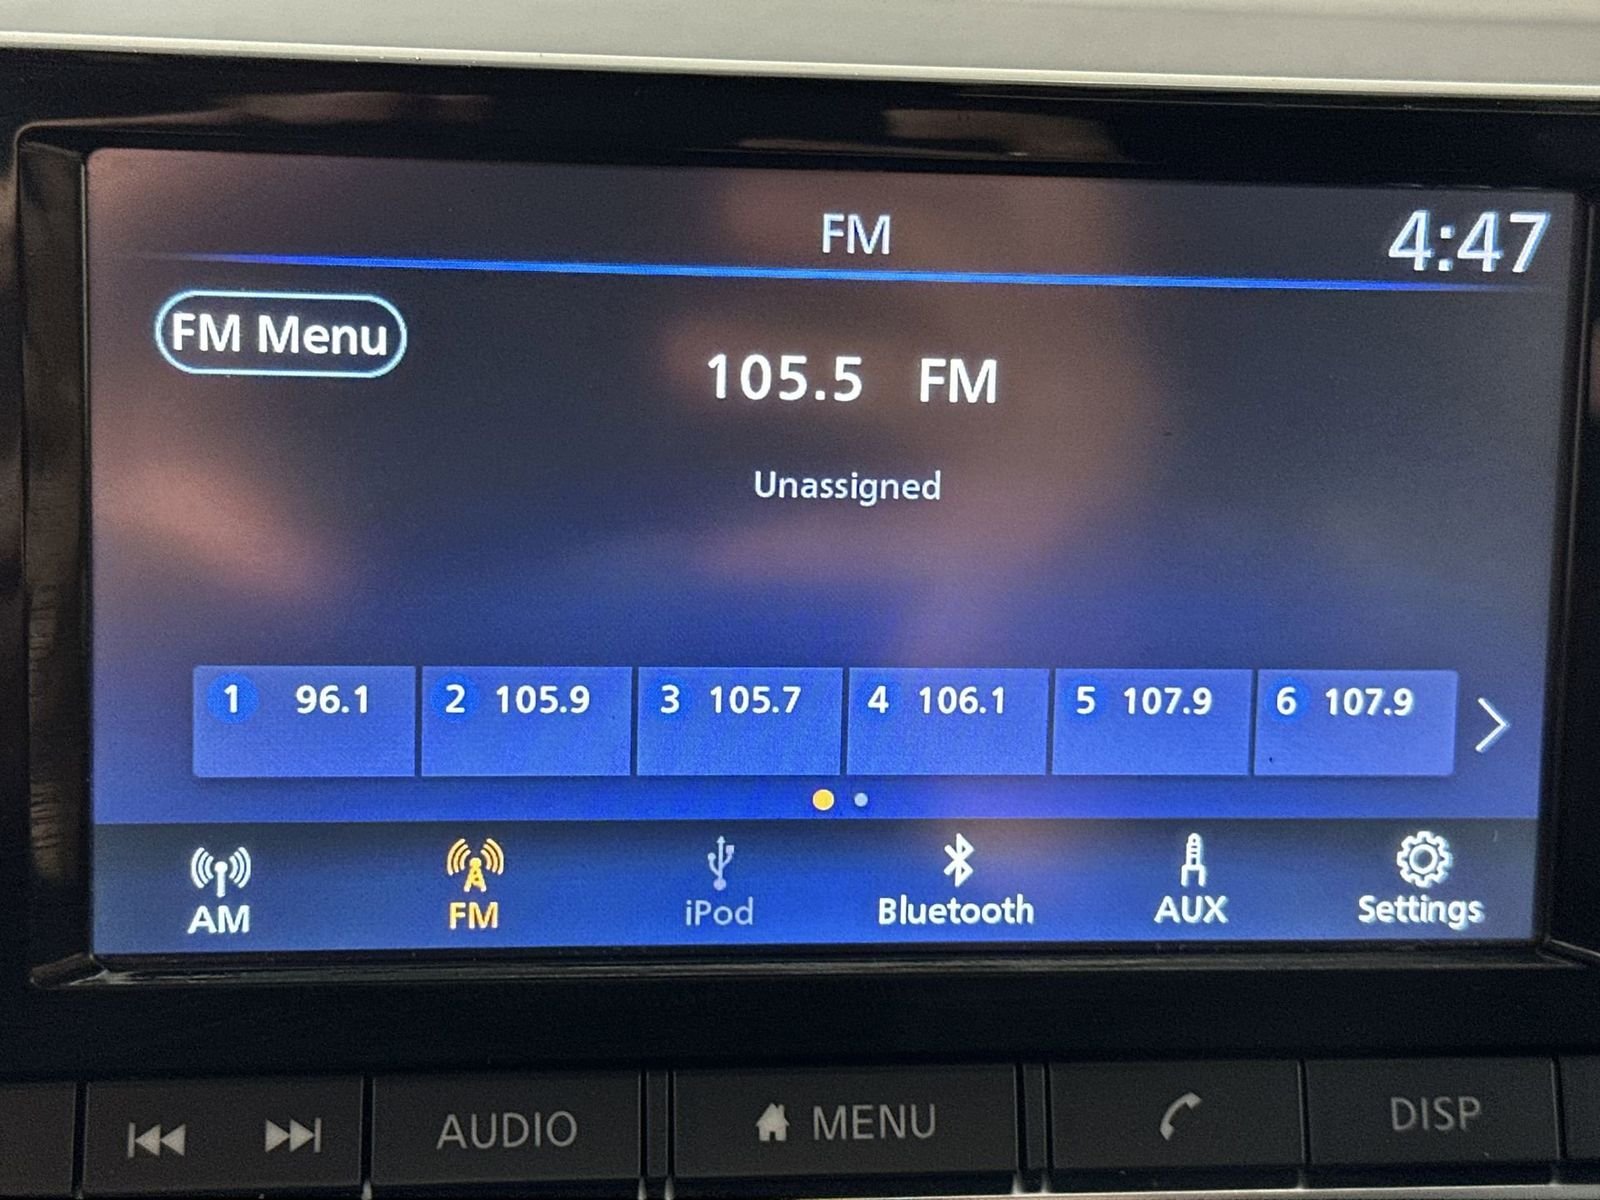 FM
4:47
FM Menu
105.5 FM
Unassigned
1 96.1 2 105.9 3 105.7 4 106.1 5 107.9 6 107.9
AM FM iPod Bluetooth AUX Settings
AUDIO MENU DISP